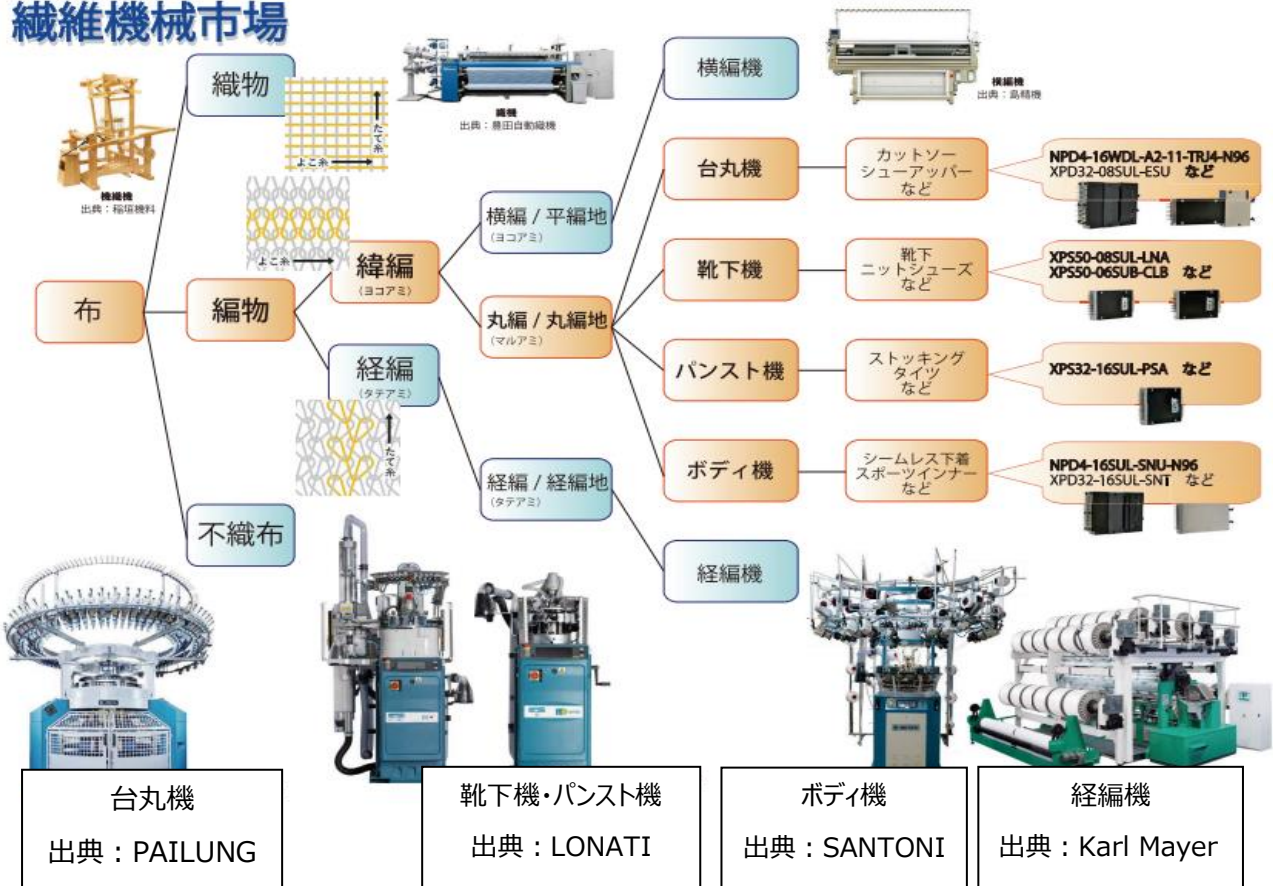 繊維機械市場
織物
たて糸
よこ糸
機織機
出典：稲垣機料
織機
出典：豊田自動織機
横編機
横編機
出典：島精機
台丸機
カットソー
シューアッパー
など
NPD4-16WDL-A2-11-TRJ4-N96
XPD32-08SUL-ESU など
よこ糸
緯編
(ヨコアミ)
横編 / 平編地
(ヨコアミ)
靴下機
靴下
ニットシューズ
など
XPS50-08SUL-LNA
XPS50-06SUB-CLB など
布
編物
丸編 / 丸編地
(マルアミ)
経編
(タテアミ)
たて糸
パンスト機
ストッキング
タイツ
など
XPS32-16SUL-PSA など
ボディ機
シームレス下着
スポーツインナー
など
NPD4-16SUL-SNU-N96
XPD32-16SUL-SNT など
経編 / 経編地
(タテアミ)
不織布
経編機
台丸機
出典：PAILUNG
靴下機・パンスト機
出典：LONATI
ボディ機
出典：SANTONI
経編機
出典：Karl Mayer